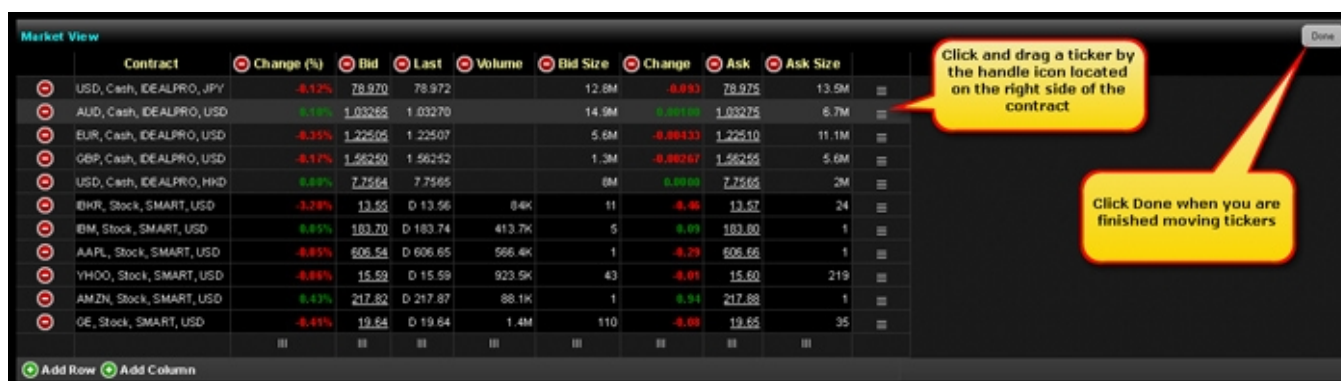 Market View
Done
Contract Change (%) Bid Last Volume Bid Size Change Ask Ask Size
USD, Cash, IDEALPRO, JPY -0.12% 78.970 78.972 12.8M -0.093 78.975 13.5M
AUD, Cash, IDEALPRO, USD 0.10% 1.03265 1.03270 14.9M 0.00100 1.03275 6.7M
EUR, Cash, IDEALPRO, USD -0.35% 1.22505 1.22507 5.6M -0.00433 1.22510 11.1M
GBP, Cash, IDEALPRO, USD -0.17% 1.56250 1.56252 1.3M -0.00267 1.56255 5.6M
USD, Cash, IDEALPRO, HKD 0.00% 7.7564 7.7565 8M 0.0000 7.7565 2M
IBKR, Stock, SMART, USD -3.28% 13.55 D 13.56 84K 11 -0.46 13.57 24
IBM, Stock, SMART, USD 0.05% 183.70 D 183.74 413.7K 5 0.09 183.80 1
AAPL, Stock, SMART, USD -0.05% 606.54 D 606.65 566.4K 1 -0.29 606.66 1
YHOO, Stock, SMART, USD -0.06% 15.59 D 15.59 923.5K 43 -0.01 15.60 219
AMZN, Stock, SMART, USD 0.43% 217.82 D 217.87 88.1K 1 0.94 217.88 1
GE, Stock, SMART, USD -0.41% 19.64 D 19.64 1.4M 110 -0.08 19.65 35
Add Row Add Column
Click and drag a ticker by
the handle icon located
on the right side of the
contract
Click Done when you are
finished moving tickers